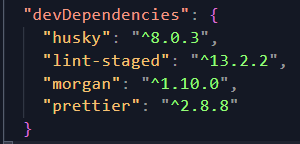 "devDependencies": {
"husky": "^8.0.3",
"lint-staged": "^13.2.2",
"morgan": "^1.10.0",
"prettier": "^2.8.8"
}